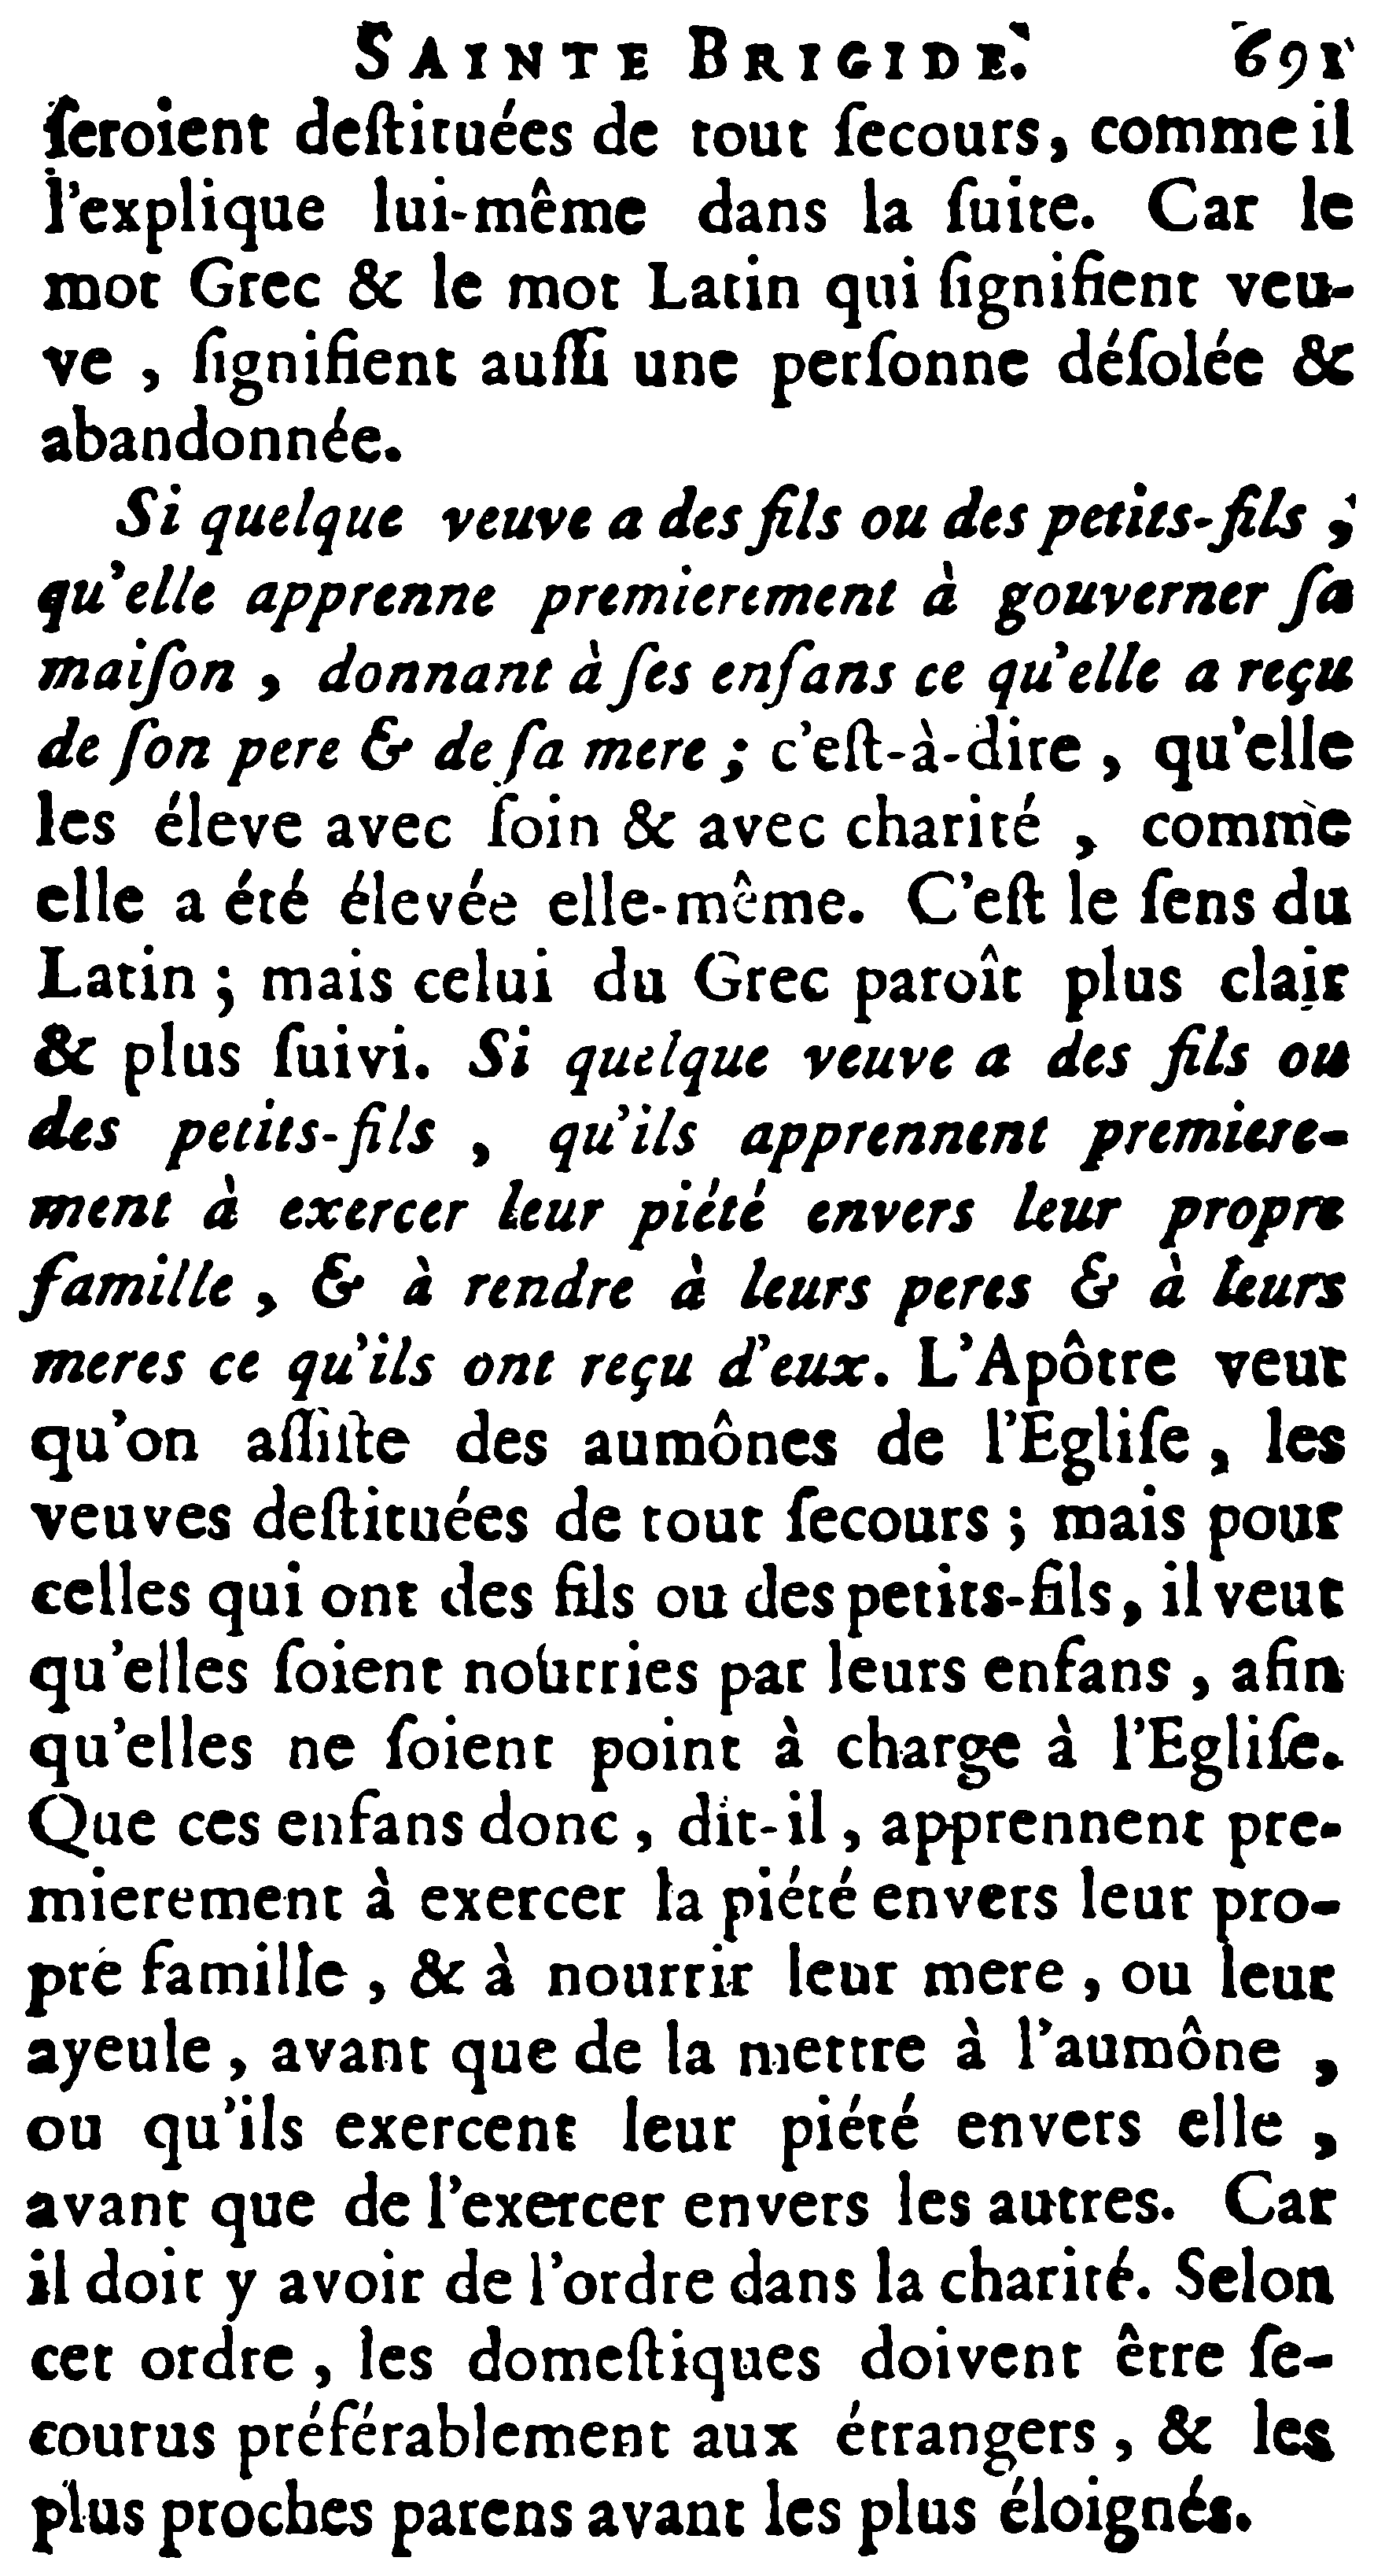 SAINTE BRIGIDE. 691
ſeroient deſtituées de tout ſecours, comme il
l'explique lui-même dans la ſuite. Car le
mot Grec & le mot Latin qui ſignifient veu-
ve , ſignifient auſſi une perſonne déſolée &
abandonnée.
Si quelque veuve a des fils ou des petits-fils ;
qu'elle apprenne premierement à gouverner ſa
maiſon , donnant à ſes enfans ce qu'elle a reçu
de ſon pere & de ſa mere ; c'eſt-à-dire , qu'elle
les éleve avec ſoin & avec charité , comme
elle a été élevée elle-même. C'eſt le ſens du
Latin ; mais celui du Grec paroît plus clair
& plus ſuivi. Si quelque veuve a des fils ou
des petits-fils , qu'ils apprennent premiere-
ment à exercer leur piété envers leur propre
famille , & à rendre à leurs peres & à leurs
meres ce qu'ils ont reçu d'eux. L'Apôtre veut
qu'on aſſiſte des aumônes de l'Egliſe, les
veuves deſtituées de tout ſecours ; mais pour
celles qui ont des fils ou des petits-fils, il veut
qu'elles ſoient nourries par leurs enfans , afin
qu'elles ne ſoient point à charge à l'Egliſe.
Que ces enfans donc , dit-il , apprennent pre-
mierement à exercer la piété envers leur pro-
pre famille , & à nourrir leur mere , ou leur
ayeule , avant que de la mettre à l'aumône ,
ou qu'ils exercent leur piété envers elle ,
avant que de l'exercer envers les autres. Car
il doit y avoir de l'ordre dans la charité. Selon
cet ordre , les domeſtiques doivent être ſe-
courus préférablement aux étrangers , & les
plus proches parens avant les plus éloignés.